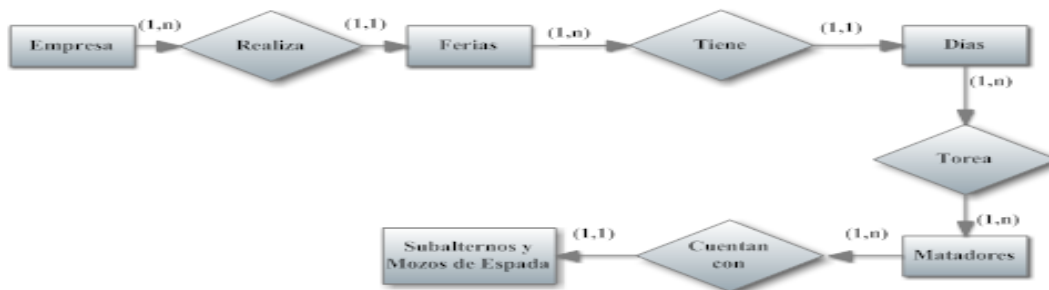 Empresa
(1,n)
Realiza
(1,1)
Ferias
(1,n)
Tiene
(1,1)
Días
(1,n)
Torea
(1,n)
Matadores
(1,n)
Cuentan
con
(1,1)
Subalternos y
Mozos de Espada